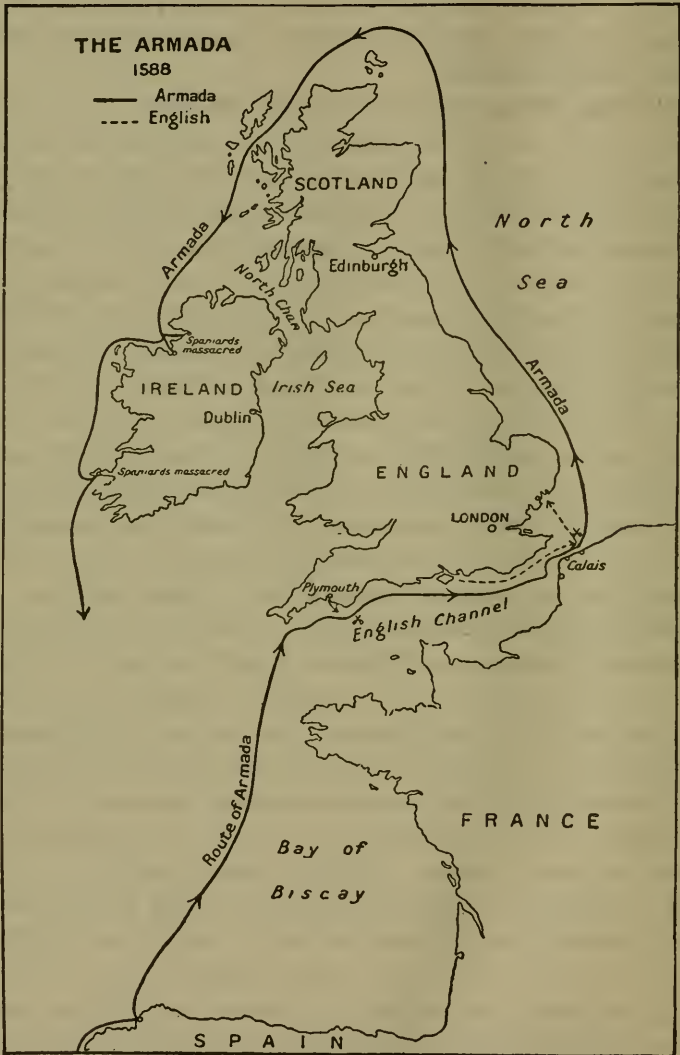 THE ARMADA
1588
Armada
English
SCOTLAND
North
Sea
Armada
Edinburgh
North Chan
Armada
Spaniards
massacred
IRELAND
Irish Sea
Dublin
Spaniards massacred
ENGLAND
LONDON
Calais
Plymouth
English Channel
Route of Armada
FRANCE
Bay of
Biscay
SPAIN